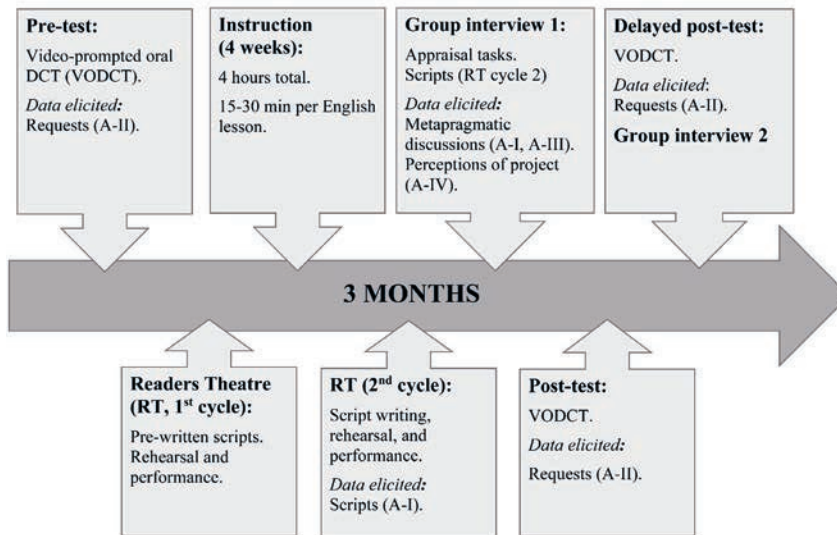 Pre-test:
Video-prompted oral
DCT (VODCT).
Data elicited:
Requests (A-II).
Instruction
(4 weeks):
4 hours total.
15-30 min per English
lesson.
Group interview 1:
Appraisal tasks.
Scripts (RT cycle 2)
Data elicited:
Metapragmatic
discussions (A-I, A-III).
Perceptions of project
(A-IV).
Delayed post-test:
VODCT.
Data elicited:
Requests (A-II).
Group interview 2
3 MONTHS
Readers Theatre
(RT, 1st cycle):
Pre-written scripts.
Rehearsal and
performance.
RT (2nd cycle):
Script writing,
rehearsal, and
performance.
Data elicited:
Scripts (A-I).
Post-test:
VODCT.
Data elicited:
Requests (A-II).